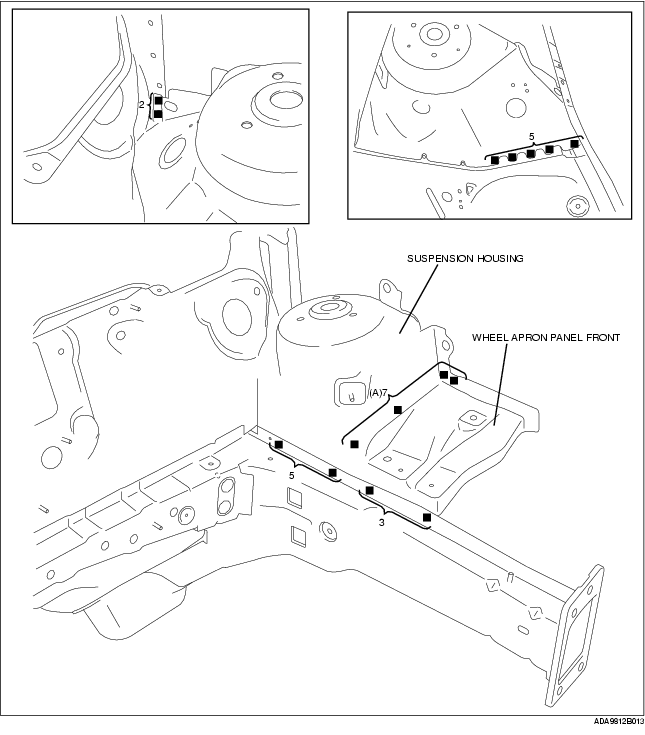 2
5
SUSPENSION HOUSING
WHEEL APRON PANEL FRONT
(A)7
5
3
ADA9812B013